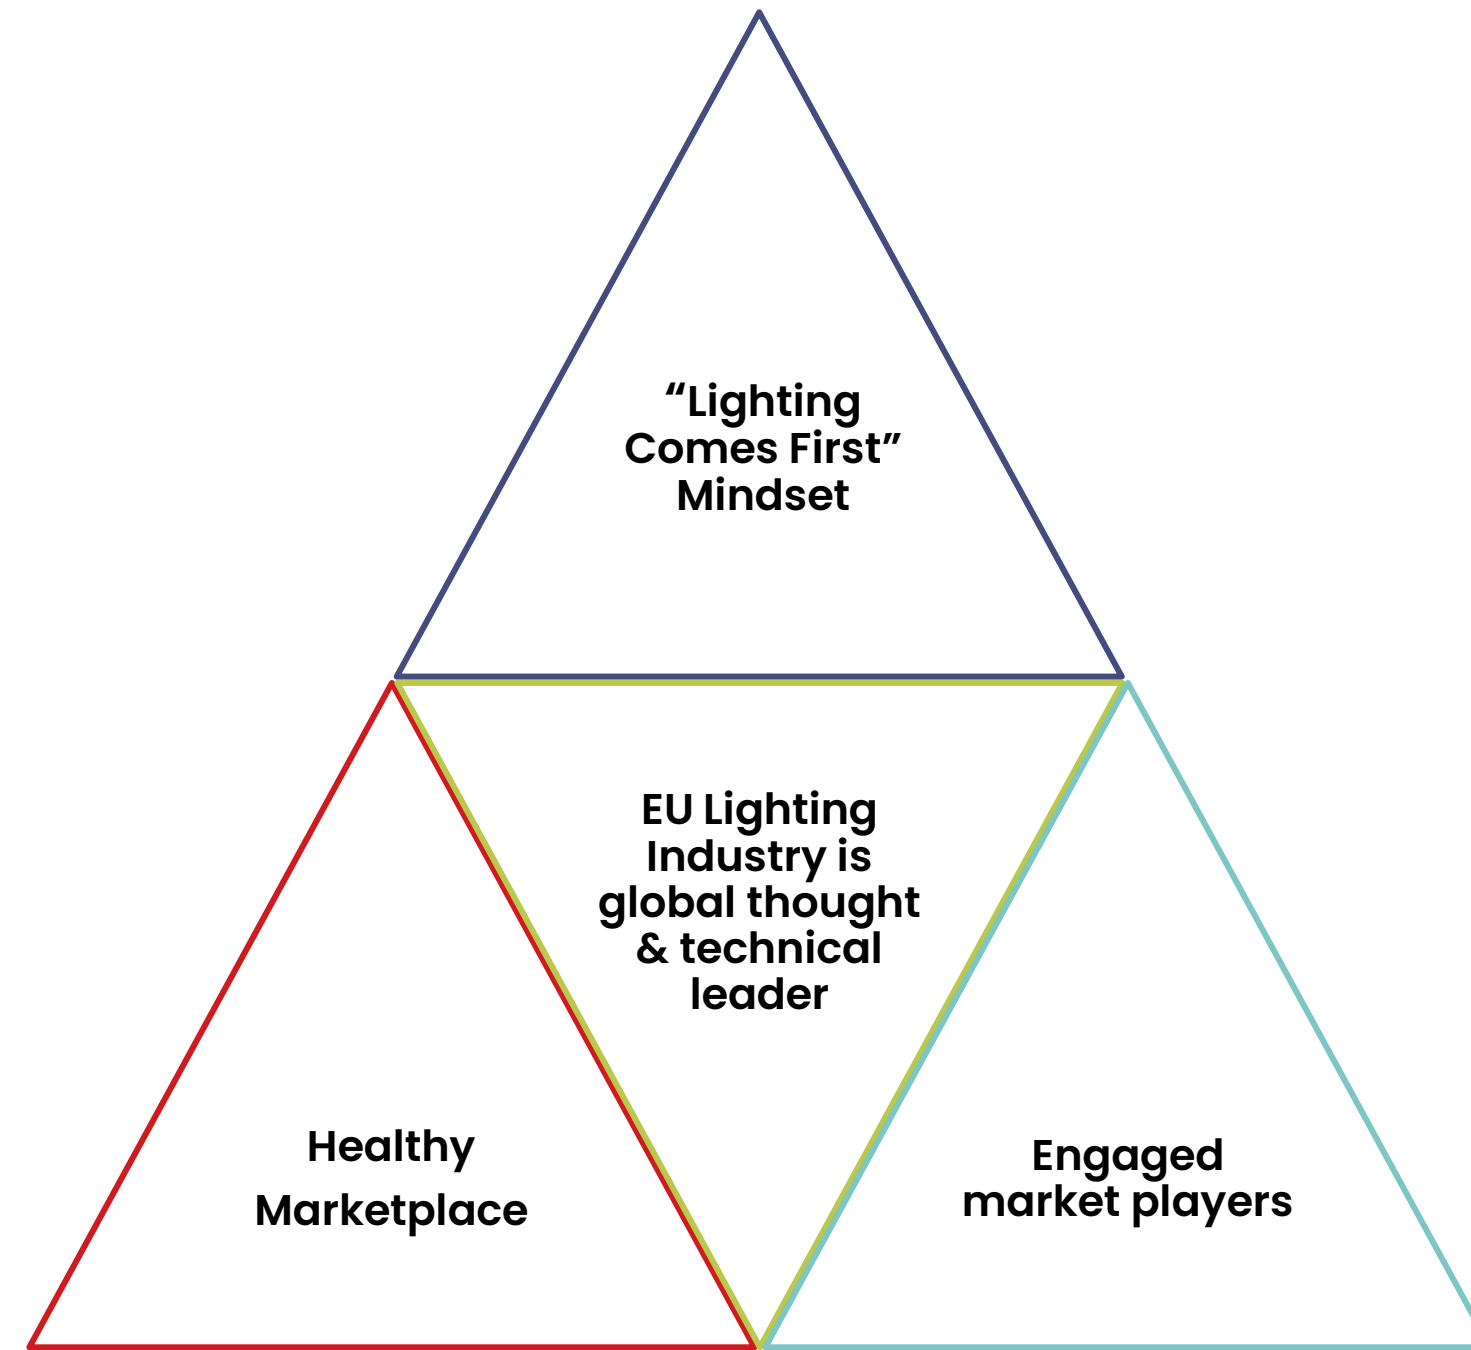 “Lighting
Comes First”
Mindset
EU Lighting
Industry is
global thought
& technical
leader
Healthy
Marketplace
Engaged
market players